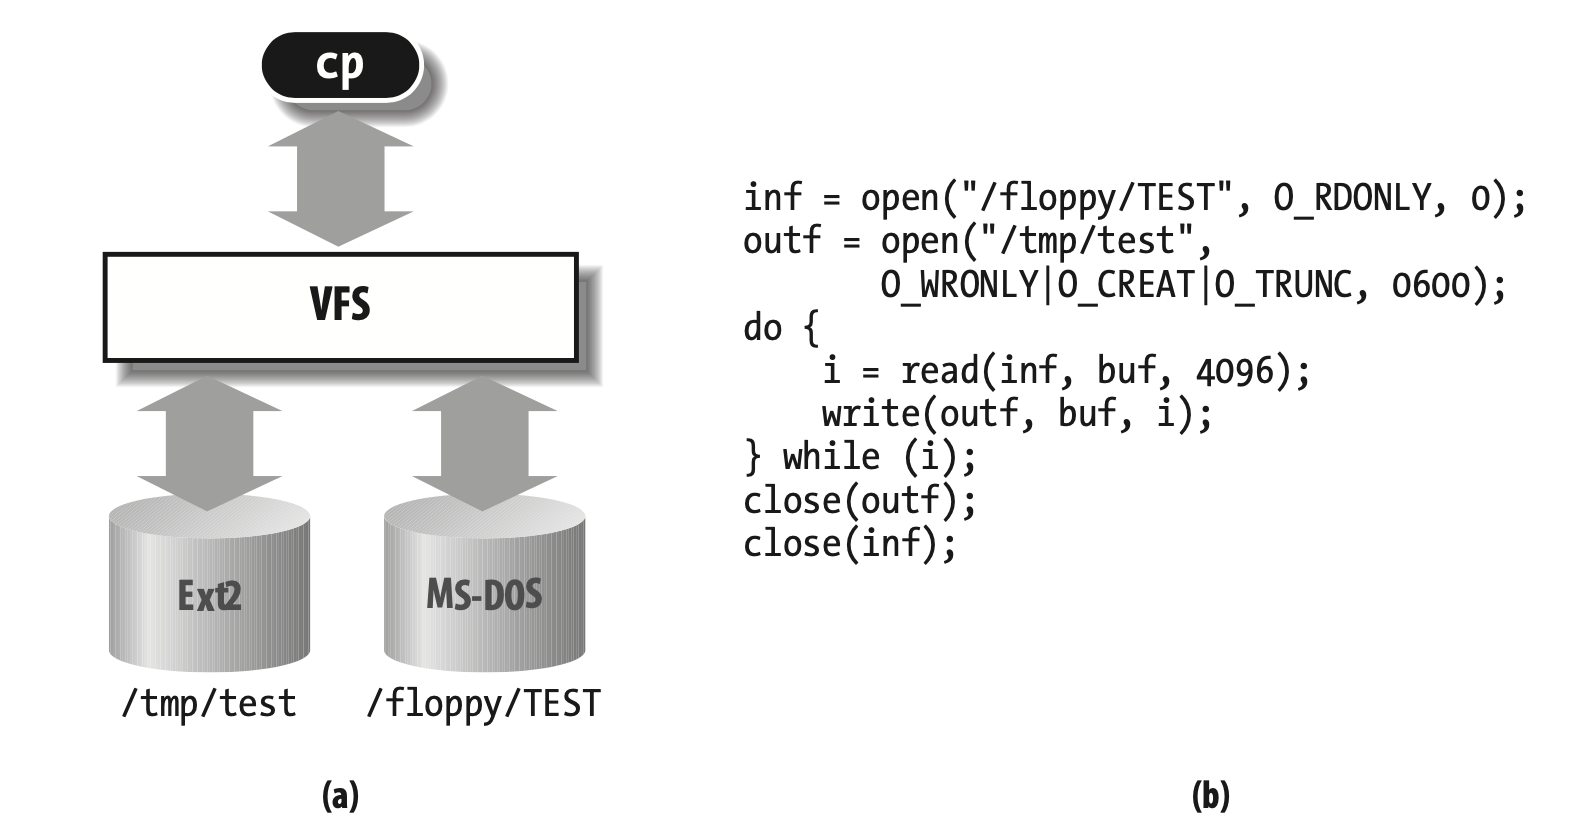 cp
VFS
Ext2
MS-DOS
/tmp/test
/floppy/TEST
(a)
inf = open("/floppy/TEST", O_RDONLY, 0);
outf = open("/tmp/test",
       O_WRONLY|O_CREAT|O_TRUNC, 0600);
do {
    i = read(inf, buf, 4096);
    write(outf, buf, i);
} while (i);
close(outf);
close(inf);
(b)